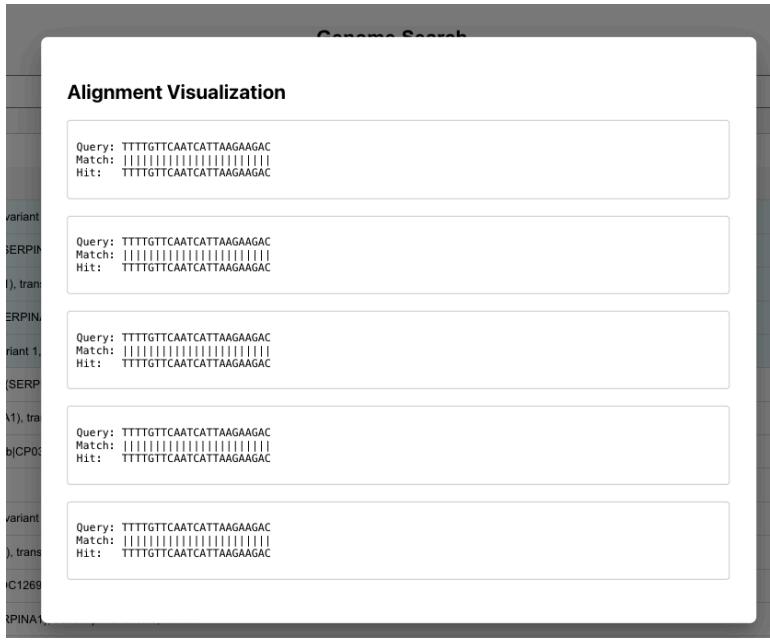 Genome Search
Alignment Visualization
Query: TTTTGTTCAATCATTAAGAAGAC
Match: |||||||||||||||||||||||
Hit: TTTTGTTCAATCATTAAGAAGAC
Query: TTTTGTTCAATCATTAAGAAGAC
Match: |||||||||||||||||||||||
Hit: TTTTGTTCAATCATTAAGAAGAC
Query: TTTTGTTCAATCATTAAGAAGAC
Match: |||||||||||||||||||||||
Hit: TTTTGTTCAATCATTAAGAAGAC
Query: TTTTGTTCAATCATTAAGAAGAC
Match: |||||||||||||||||||||||
Hit: TTTTGTTCAATCATTAAGAAGAC
Query: TTTTGTTCAATCATTAAGAAGAC
Match: |||||||||||||||||||||||
Hit: TTTTGTTCAATCATTAAGAAGAC
variant
SERPIN
), trans
ERPINA
riant 1,
(SERP
A1), tra
b|CP03
variant
), trans
OC1269
RPINA1),